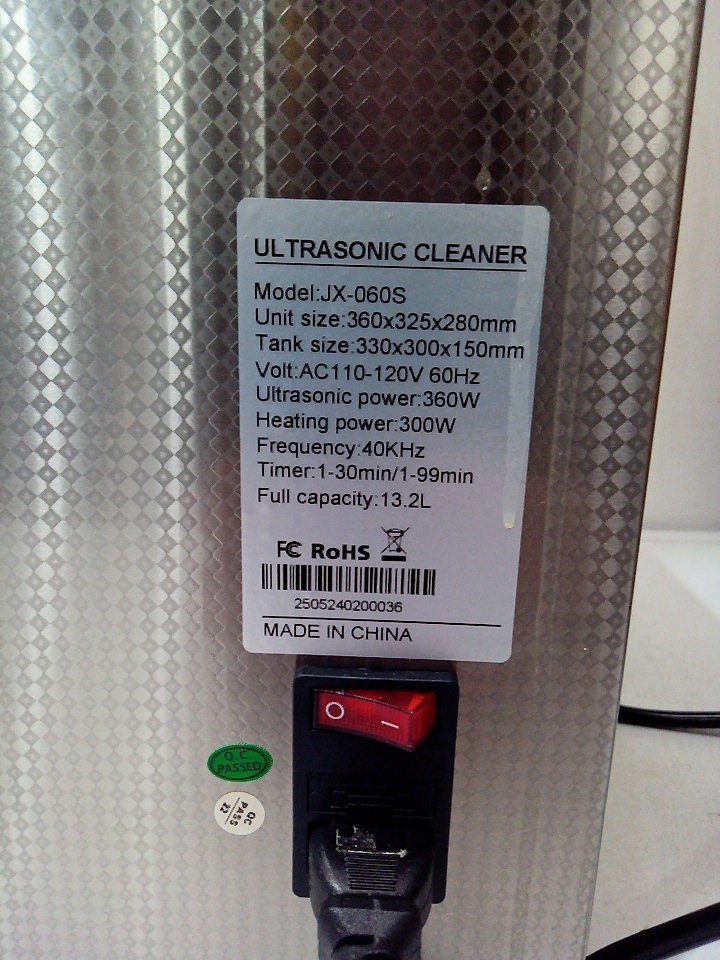 ULTRASONIC CLEANER
Model:JX-060S
Unit size:360x325x280mm
Tank size:330x300x150mm
Volt:AC110-120V 60Hz
Ultrasonic power:360W
Heating power:300W
Frequency:40KHz
Timer:1-30min/1-99min
Full capacity:13.2L
FC RoHS
2505240200036
MADE IN CHINA
O –
Q.C.
PASSED
QC
PASS
22